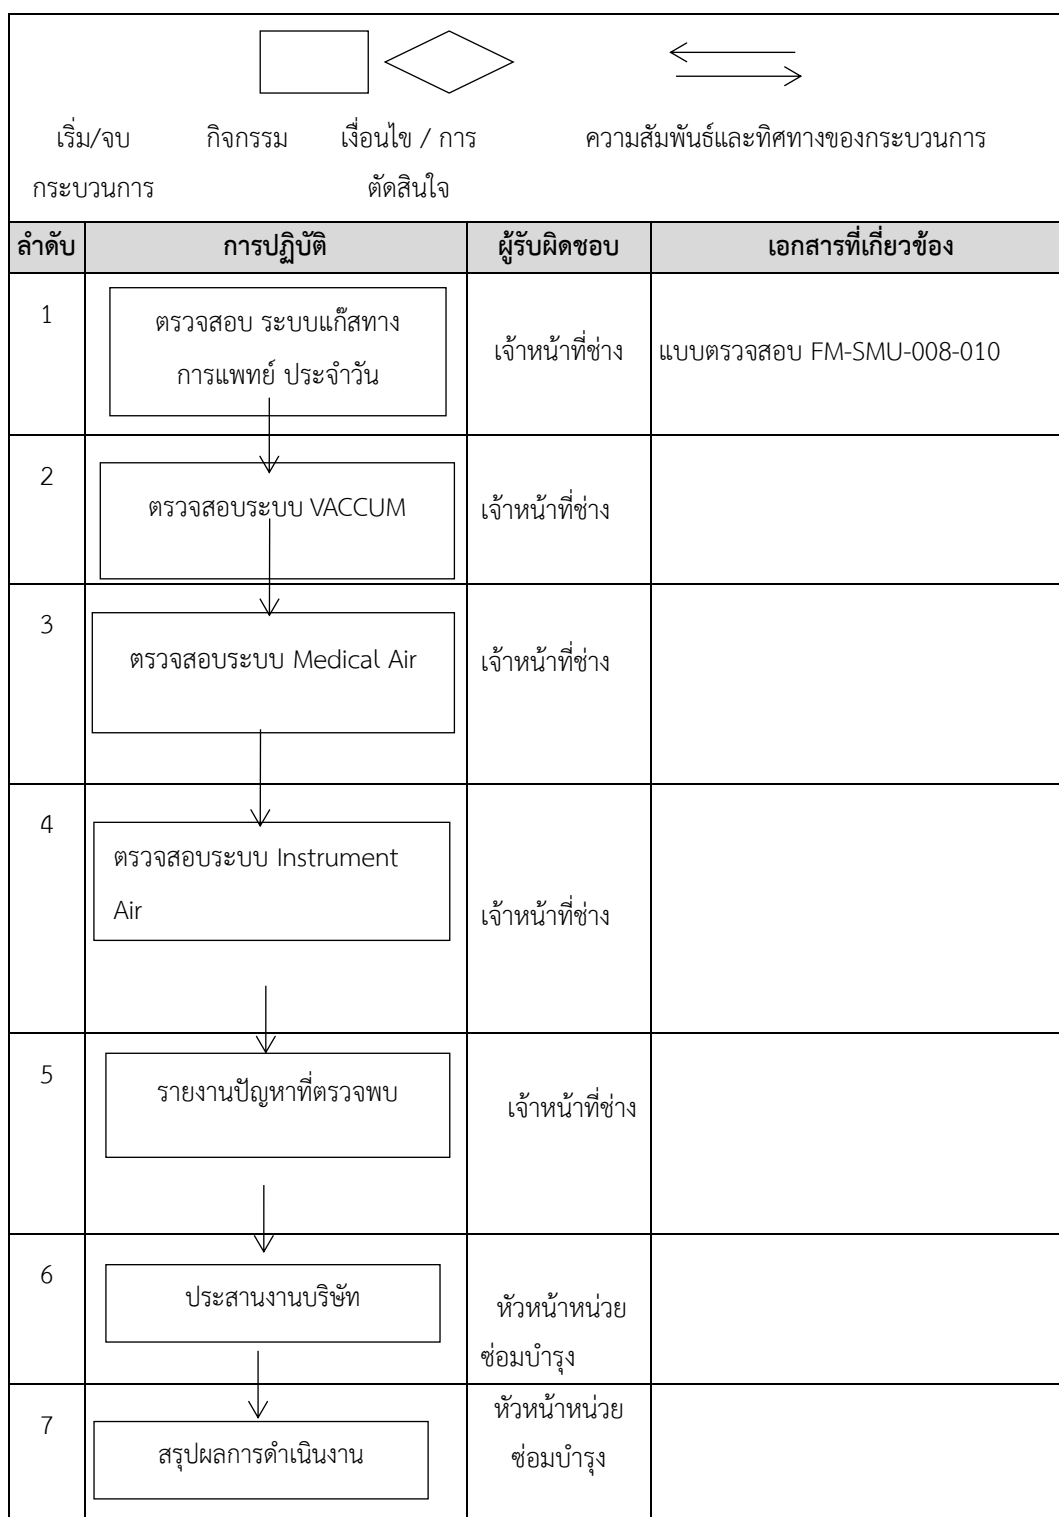 เริ่ม/จบ กิจกรรม เงื่อนไข / การ ความสัมพันธ์และทิศทางของกระบวนการ
กระบวนการ ตัดสินใจ
ลำดับ การปฏิบัติ ผู้รับผิดชอบ เอกสารที่เกี่ยวข้อง
1 ตรวจสอบ ระบบแก๊สทาง
การแพทย์ ประจำวัน
เจ้าหน้าที่ช่าง แบบตรวจสอบ FM-SMU-008-010
2 ตรวจสอบระบบ VACCUM เจ้าหน้าที่ช่าง
3 ตรวจสอบระบบ Medical Air เจ้าหน้าที่ช่าง
4 ตรวจสอบระบบ Instrument
Air
เจ้าหน้าที่ช่าง
5 รายงานปัญหาที่ตรวจพบ เจ้าหน้าที่ช่าง
6 ประสานงานบริษัท หัวหน้าหน่วย
ซ่อมบำรุง
7 สรุปผลการดำเนินงาน หัวหน้าหน่วย
ซ่อมบำรุง